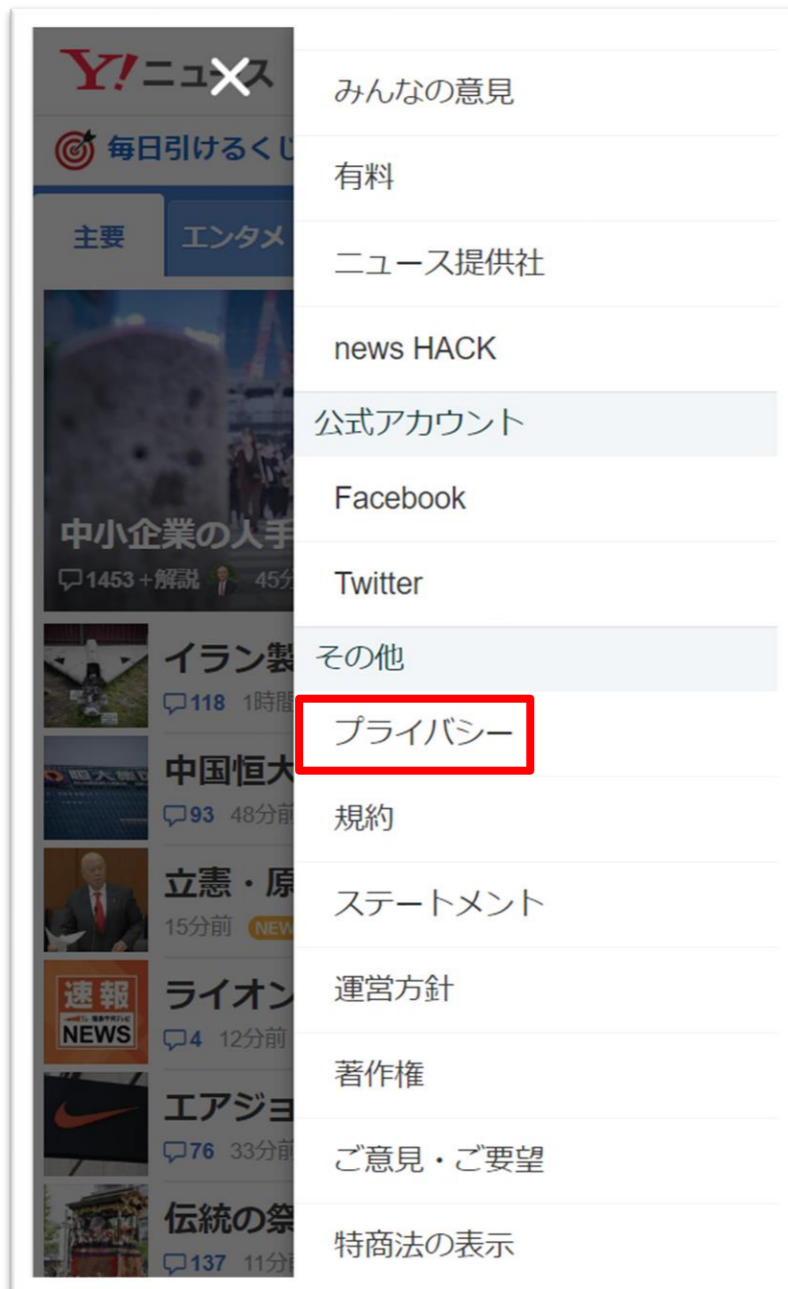 Y!ニュース
毎日引けるくじ
主要
エンタメ
中小企業の人手
1453+解説 45分
イラン製
118 1時間
中国恒大
93 48分前
立憲・原
15分前 NEW
速報
NEWS
ライオン
4 12分前
エアジョ
76 33分前
伝統の祭
137 11分前
みんなの意見
有料
ニュース提供社
news HACK
公式アカウント
Facebook
Twitter
その他
プライバシー
規約
ステートメント
運営方針
著作権
ご意見・ご要望
特商法の表示